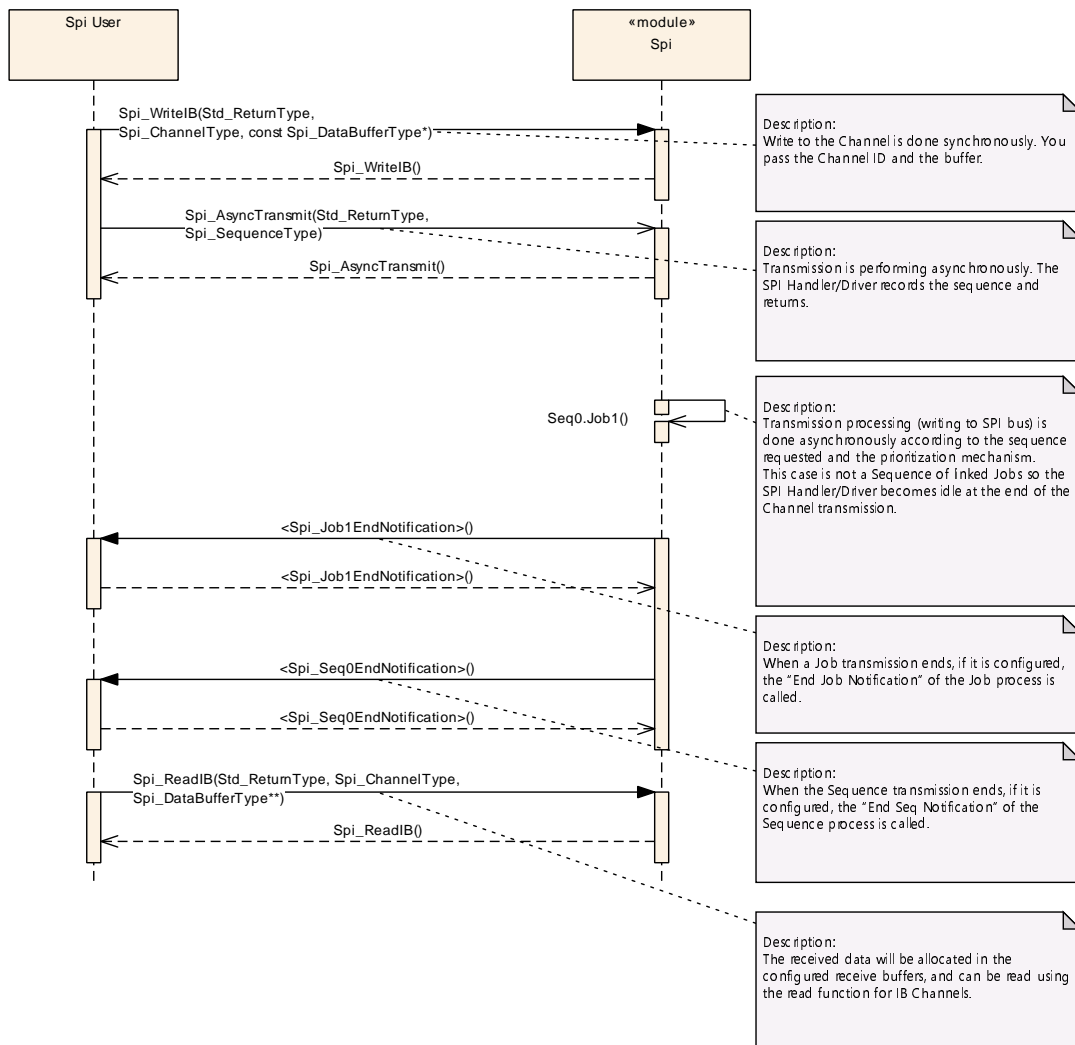 Spi User
«module»
Spi
Spi_WriteIB(Std_ReturnType,
Spi_ChannelType, const Spi_DataBufferType*)
Description:
Write to the Channel is done synchronously. You
pass the Channel ID and the buffer.
Spi_WriteIB()
Spi_AsyncTransmit(Std_ReturnType,
Spi_SequenceType)
Description:
Transmission is performing asynchronously. The
SPI Handler/Driver records the sequence and
returns.
Spi_AsyncTransmit()
Seq0.Job1()
Description:
Transmission processing (writing to SPI bus) is
done asynchronously according to the sequence
requested and the prioritization mechanism.
This case is not a Sequence of linked Jobs so the
SPI Handler/Driver becomes idle at the end of the
Channel transmission.
<Spi_Job1EndNotification>()
<Spi_Job1EndNotification>()
Description:
When a Job transmission ends, if it is configured,
the “End Job Notification” of the Job process is
called.
<Spi_Seq0EndNotification>()
<Spi_Seq0EndNotification>()
Description:
When the Sequence transmission ends, if it is
configured, the “End Seq Notification” of the
Sequence process is called.
Spi_ReadIB(Std_ReturnType, Spi_ChannelType,
Spi_DataBufferType**)
Spi_ReadIB()
Description:
The received data will be allocated in the
configured receive buffers, and can be read using
the read function for IB Channels.